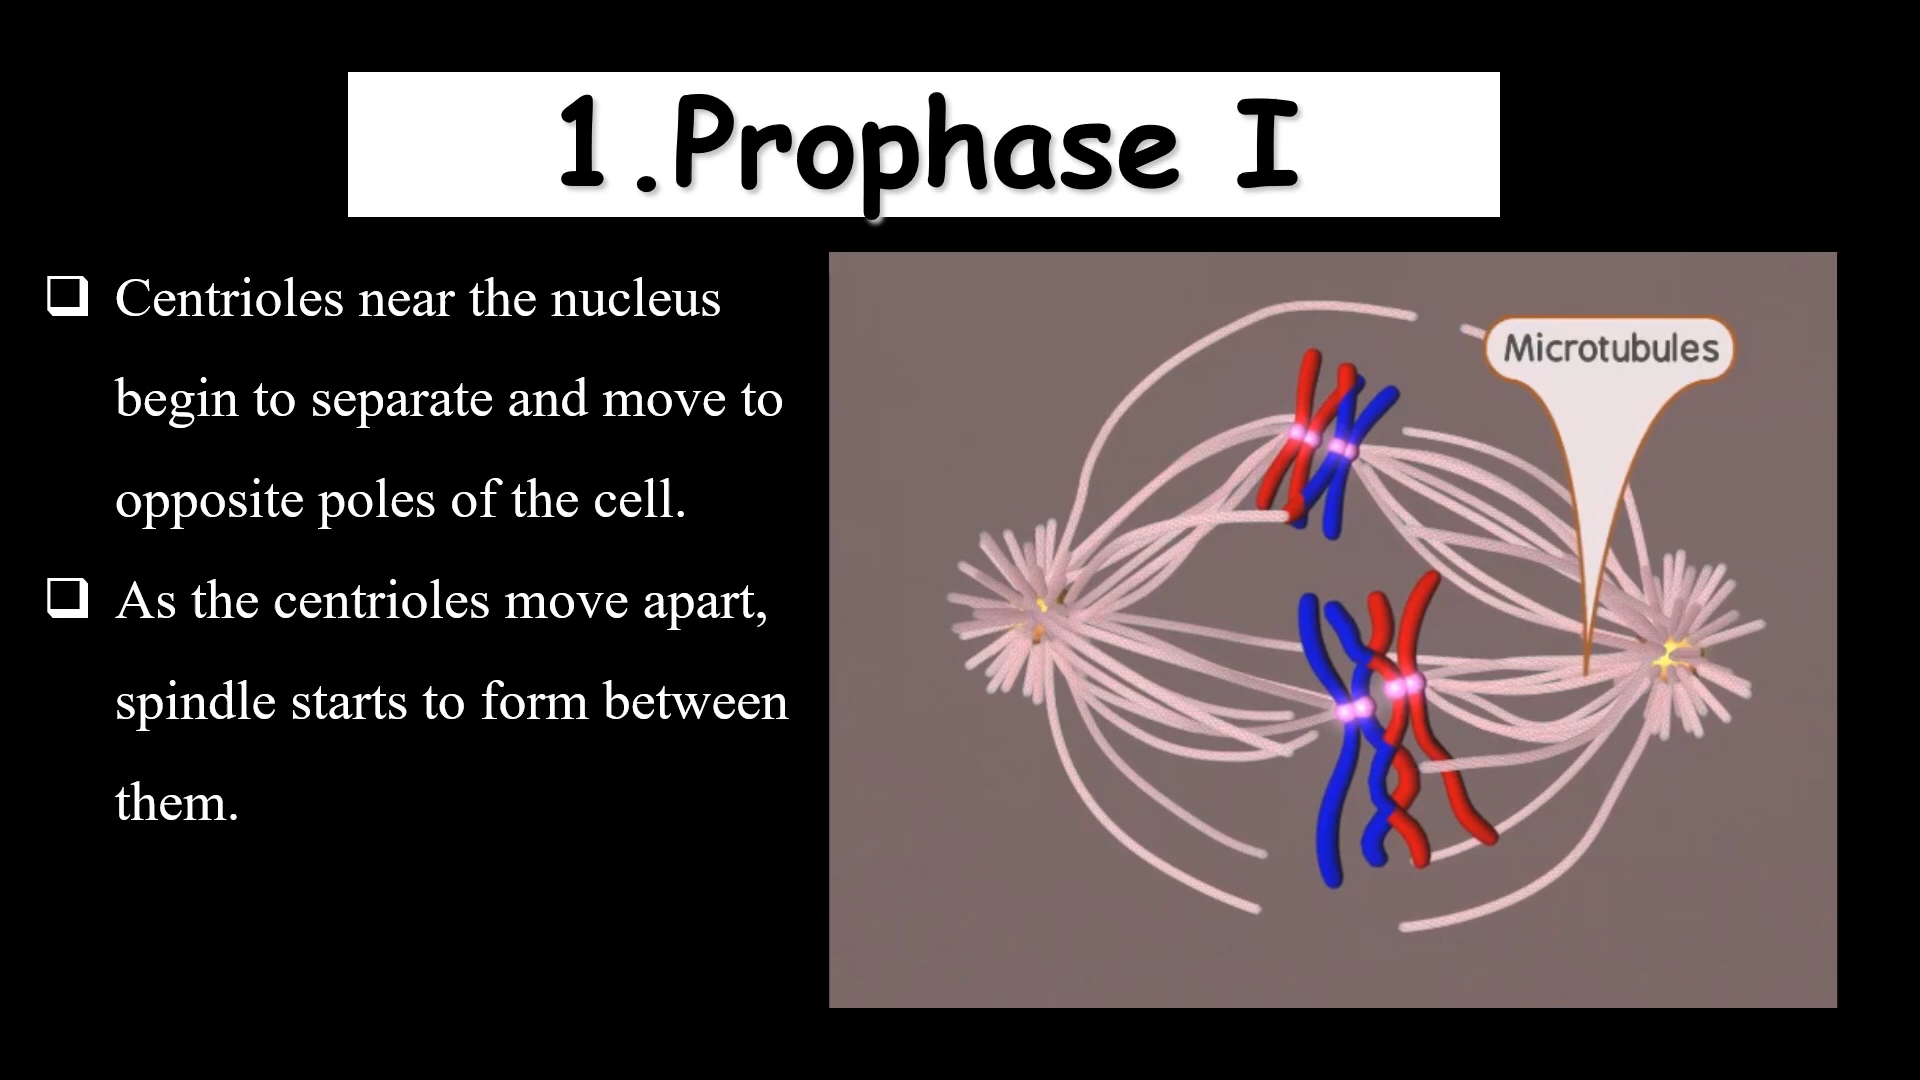 1.Prophase I
❑ Centrioles near the nucleus
begin to separate and move to
opposite poles of the cell.
❑ As the centrioles move apart,
spindle starts to form between
them.
Microtubules